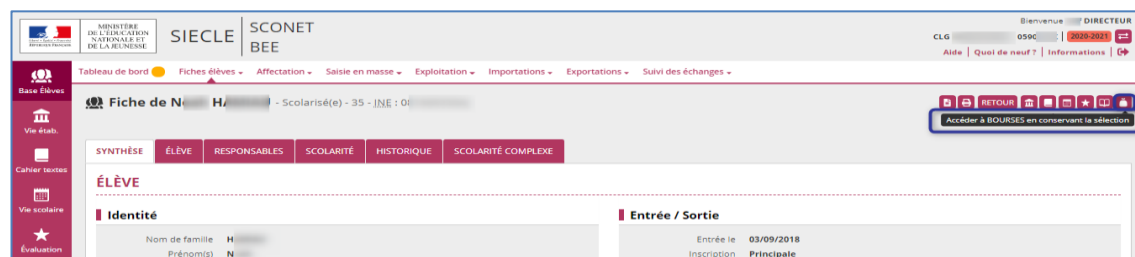 MINISTÈRE
DE L'ÉDUCATION
NATIONALE ET
DE LA JEUNESSE
SIECLE
SCONET
BEE
Bienvenue DIRECTEUR
CLG 0590 | 2020-2021
Aide | Quoi de neuf ? | Informations |
Base Élèves
Vie étab.
Cahier textes
Vie scolaire
Évaluation
Tableau de bord Fiches élèves Affectation Saisie en masse Exploitation Importations Exportations Suivi des échanges
Fiche de N H - Scolarisé(e) - 35 - INE : 0
RETOUR
Accéder à BOURSES en conservant la sélection
SYNTHÈSE ÉLÈVE RESPONSABLES SCOLARITÉ HISTORIQUE SCOLARITÉ COMPLEXE
ÉLÈVE
Identité
Nom de famille H
Prénom(s) N
Entrée / Sortie
Entrée le 03/09/2018
Inscription Principale